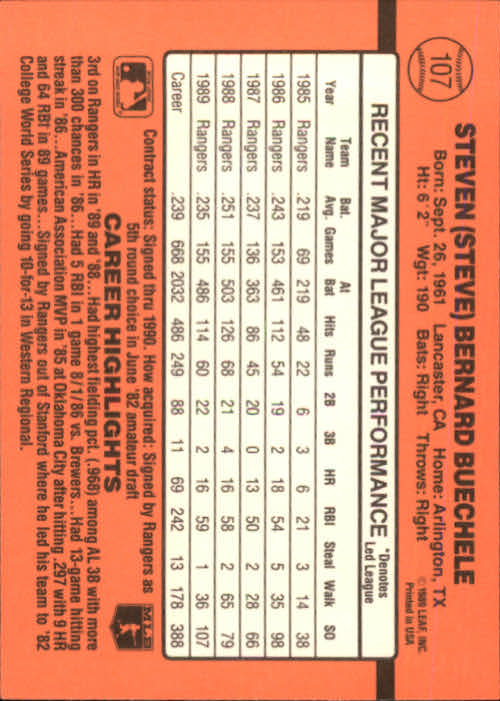 107
STEVEN (STEVE) BERNARD BUECHELE
Born: Sept. 26, 1961 Lancaster, CA Home: Arlington, TX
Ht: 6' 2" Wgt: 190 Bats: Right Throws: Right
© 1989 LEAF, INC.
Printed in USA
RECENT MAJOR LEAGUE PERFORMANCE *Denotes Led League
Year Team Name Bat. Avg. Games At Bat Hits Runs 2B 3B HR RBI Steal Walk SO
1985 Rangers .219 69 219 48 22 6 3 6 21 3 14 38
1986 Rangers .243 153 461 112 54 19 2 18 54 5 35 98
1987 Rangers .237 136 363 86 45 20 0 13 50 2 28 66
1988 Rangers .251 155 503 126 68 21 4 16 58 2 65 79
1989 Rangers .235 155 486 114 60 22 2 16 59 1 36 107
Career .239 668 2032 486 249 88 11 69 242 13 178 388
Contract status: Signed thru 1990. How acquired: Signed by Rangers as
5th round choice in June '82 amateur draft
MLB
CAREER HIGHLIGHTS
3rd on Rangers in HR in '89 and '88...Had highest fielding pct. (.968) among AL 3B with more
than 300 chances in '86...Had 5 RBI in 1 game 8/1/86 vs. Brewers...Had 13-game hitting
streak in '86...American Association MVP in '85 at Oklahoma City after hitting .297 with 9 HR
and 64 RBI in 89 games...Signed by Rangers out of Stanford where he led his team to '82
College World Series by going 10-for-13 in Western Regional.